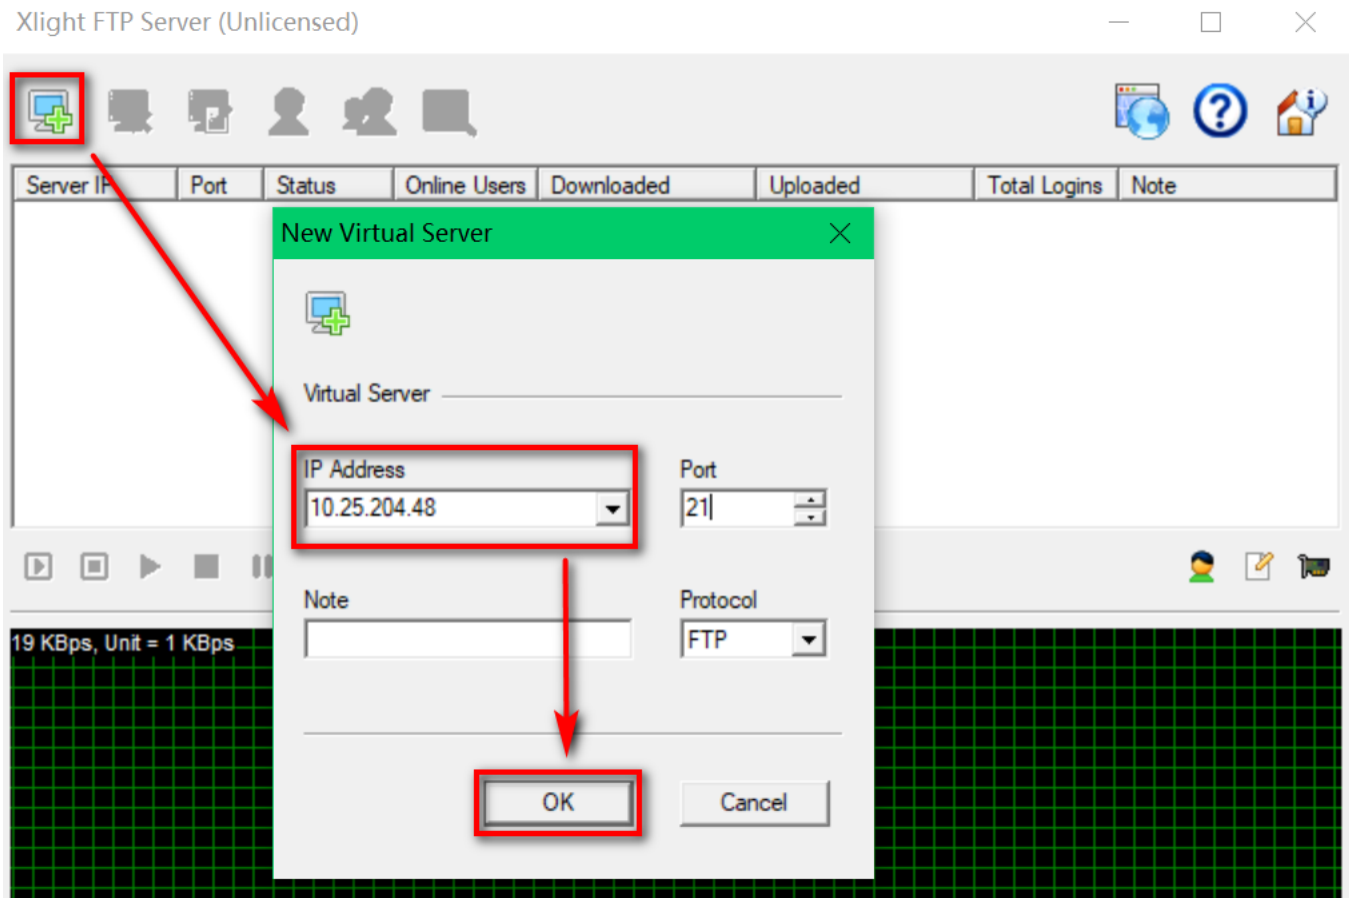 Xlight FTP Server (Unlicensed)
Server IP Port Status Online Users Downloaded Uploaded Total Logins Note
New Virtual Server
Virtual Server
IP Address Port
10.25.204.48 21
Note Protocol
FTP
19 KBps, Unit = 1 KBps
OK Cancel